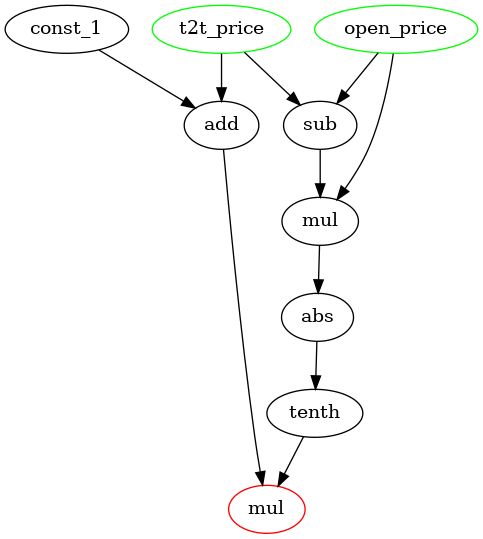 const_1 t2t_price open_price
add sub
mul
abs
tenth
mul